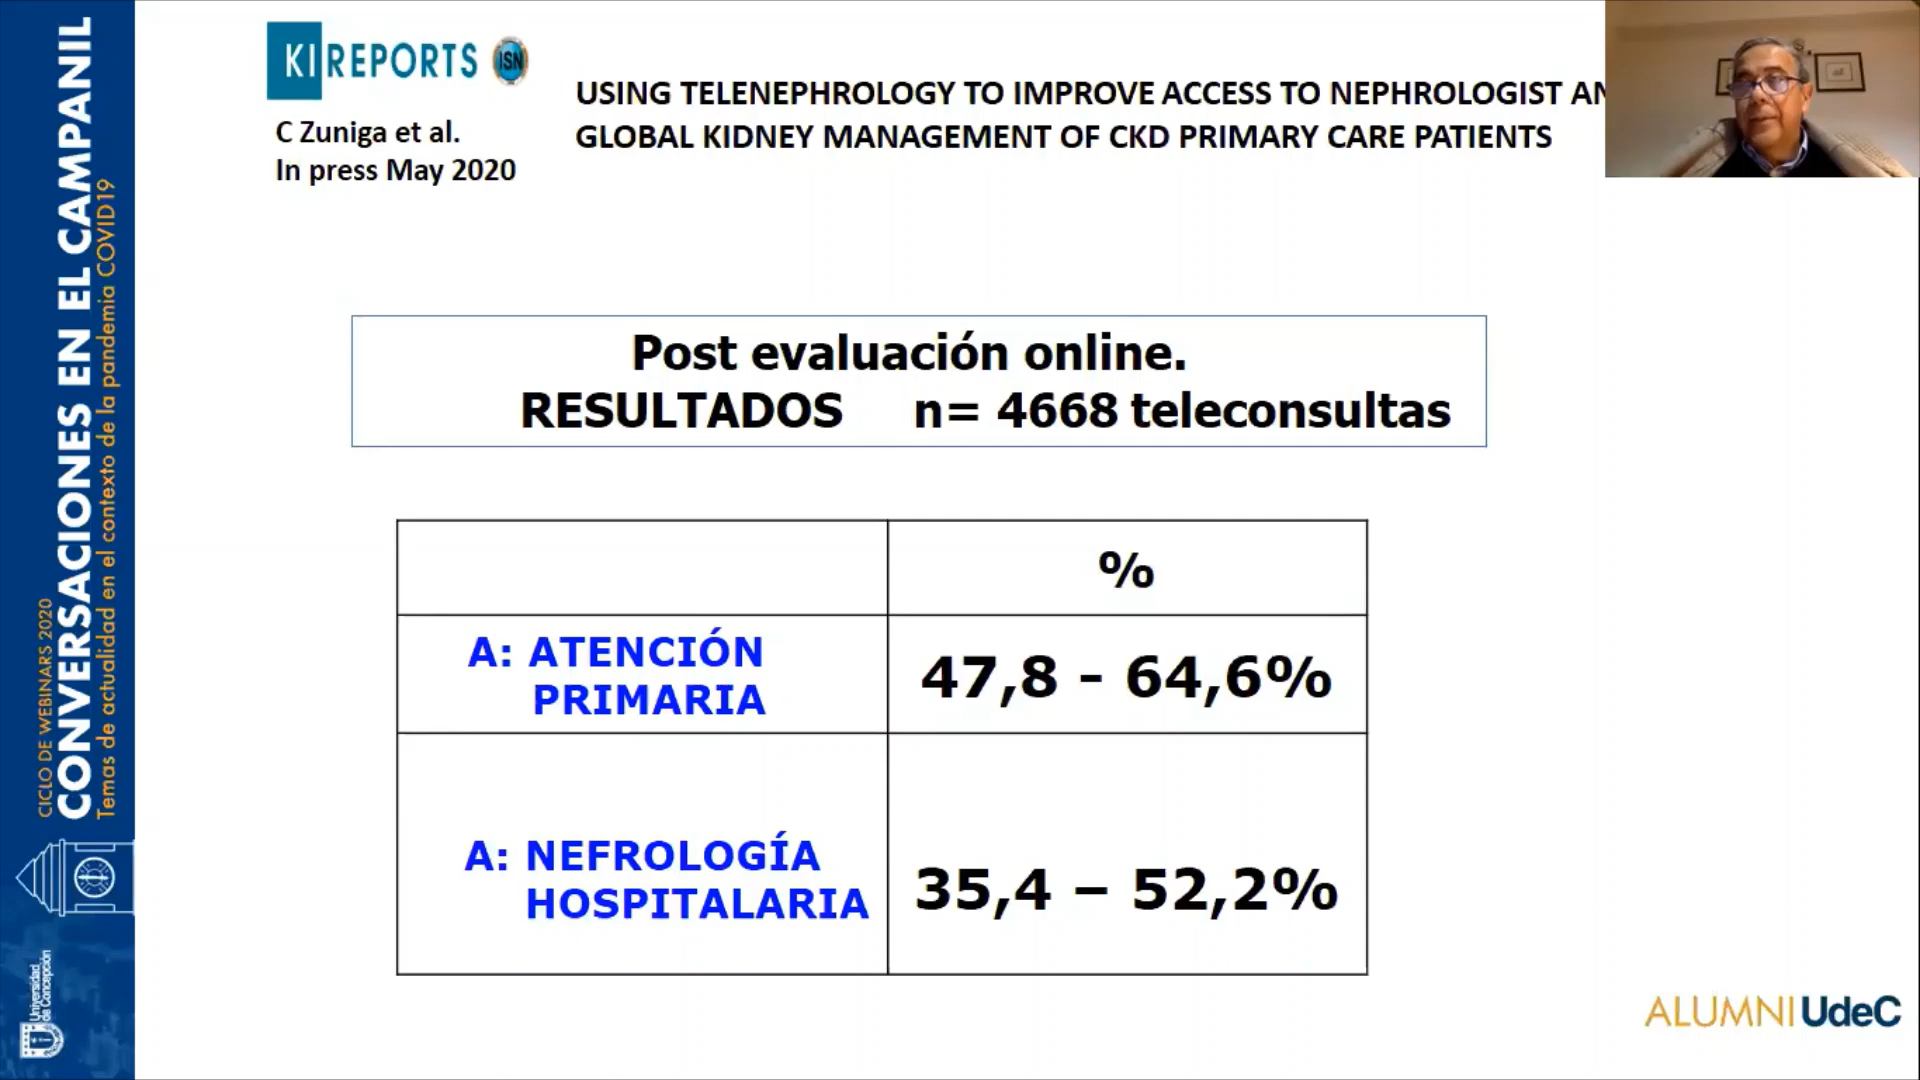 CICLO DE WEBINARS 2020
CONVERSACIONES EN EL CAMPANIL
Temas de actualidad en el contexto de la pandemia COVID19
Universidad
de Concepción
KI REPORTS ISN
C Zuniga et al.
In press May 2020
USING TELENEPHROLOGY TO IMPROVE ACCESS TO NEPHROLOGIST AN
GLOBAL KIDNEY MANAGEMENT OF CKD PRIMARY CARE PATIENTS
Post evaluación online.
RESULTADOS n= 4668 teleconsultas
%
A: ATENCIÓN
PRIMARIA
47,8 - 64,6%
A: NEFROLOGÍA
HOSPITALARIA
35,4 – 52,2%
ALUMNI UdeC